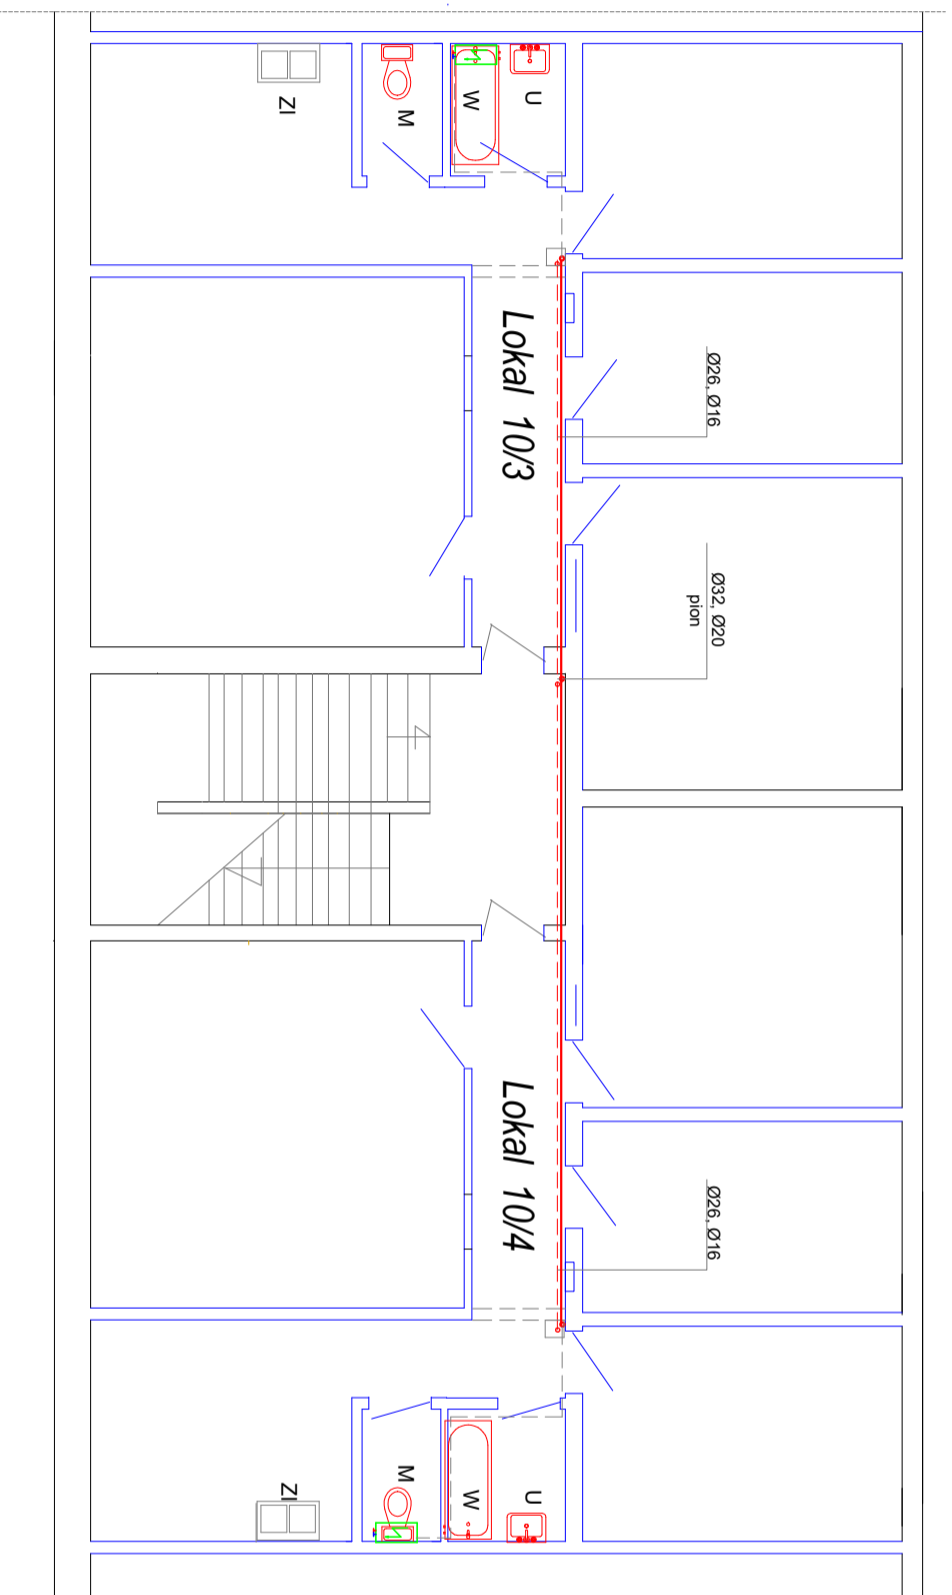 ZI
M
W
U
Lokal 10/3
Ø26, Ø16
Ø32, Ø20
pion
Lokal 10/4
Ø26, Ø16
ZI
M
W
U